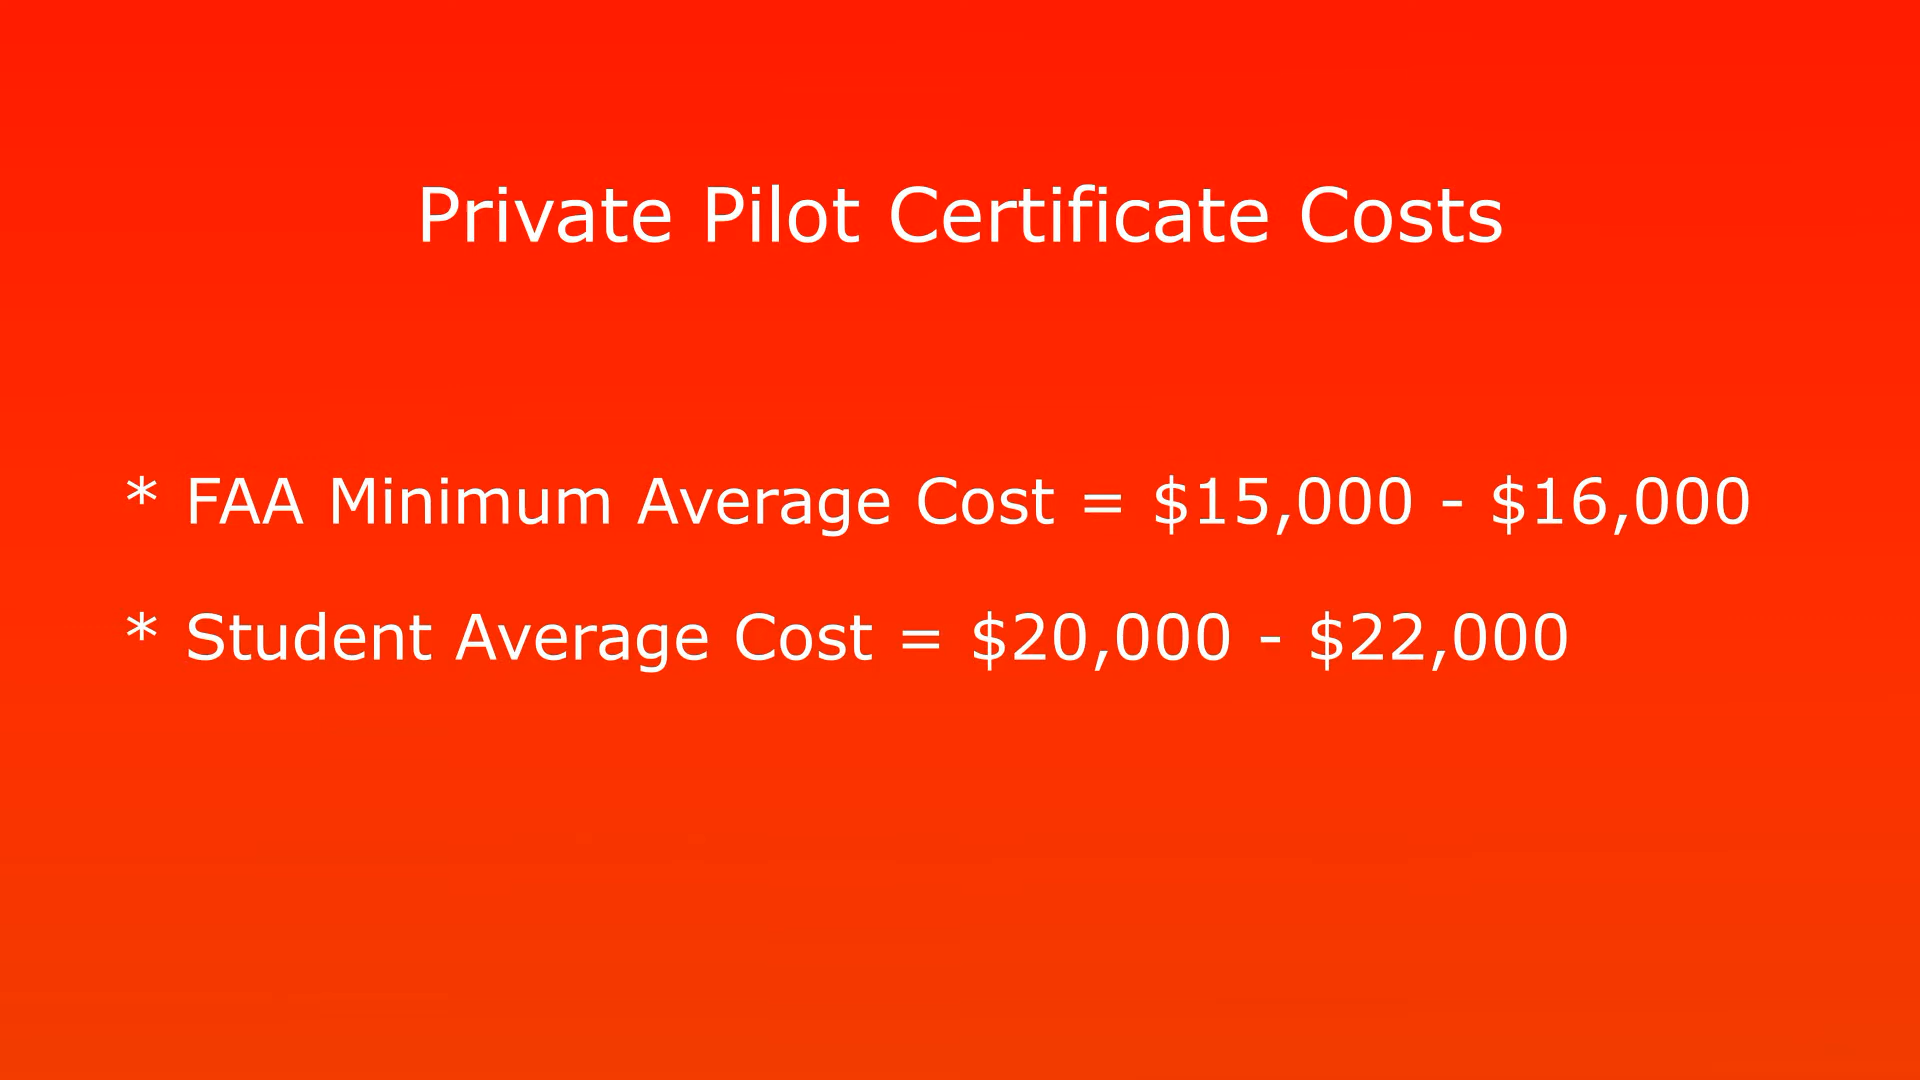 Private Pilot Certificate Costs
* FAA Minimum Average Cost = $15,000 - $16,000
* Student Average Cost = $20,000 - $22,000